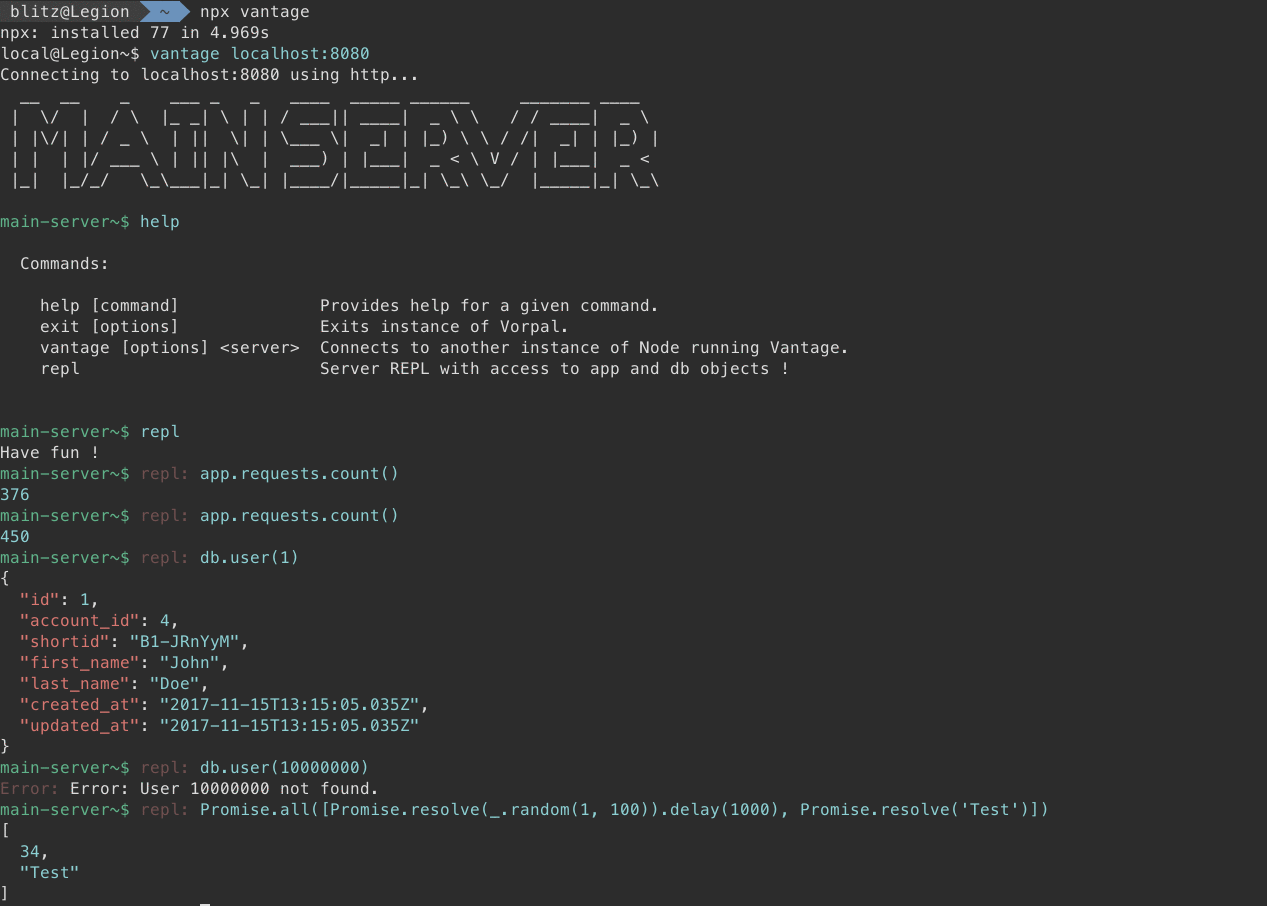 blitz@Legion ~ npx vantage
npx: installed 77 in 4.969s
local@Legion~$ vantage localhost:8080
Connecting to localhost:8080 using http...
MAIN SERVER
main-server~$ help
Commands:
help [command] Provides help for a given command.
exit [options] Exits instance of Vorpal.
vantage [options] <server> Connects to another instance of Node running Vantage.
repl Server REPL with access to app and db objects !
main-server~$ repl
Have fun !
main-server~$ repl: app.requests.count()
376
main-server~$ repl: app.requests.count()
450
main-server~$ repl: db.user(1)
{
"id": 1,
"account_id": 4,
"shortid": "B1-JRnYyM",
"first_name": "John",
"last_name": "Doe",
"created_at": "2017-11-15T13:15:05.035Z",
"updated_at": "2017-11-15T13:15:05.035Z"
}
main-server~$ repl: db.user(10000000)
Error: Error: User 10000000 not found.
main-server~$ repl: Promise.all([Promise.resolve(_.random(1, 100)).delay(1000), Promise.resolve('Test')])
[
34,
"Test"
]